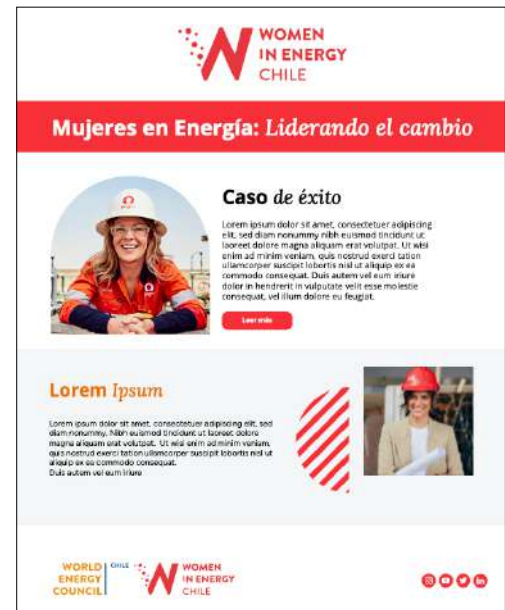 WOMEN
IN ENERGY
CHILE
Mujeres en Energía: Liderando el cambio
Caso de éxito
Lorem ipsum dolor sit amet, consectetuer adipiscing
elit, sed diam nonummy nibh euismod tincidunt ut
laoreet dolore magna aliquam erat volutpat. Ut wisi
enim ad minim veniam, quis nostrud exerci tation
ullamcorper suscipit lobortis nisl ut aliquip ex ea
commodo consequat. Duis autem vel eum iriure
dolor in hendrerit in vulputate velit esse molestie
consequat, vel illum dolore eu feugiat.
Leer más
Lorem Ipsum
Lorem ipsum dolor sit amet, consectetuer adipiscing elit, sed
diam nonummy. Nibh euismod tincidunt ut laoreet dolore
magna aliquam erat volutpat. Ut wisi enim ad minim veniam,
quis nostrud exerci tation ullamcorper suscipit lobortis nisl ut
aliquip ex ea commodo consequat.
Duis autem vel eum iriure
WORLD
ENERGY
COUNCIL
CHILE
WOMEN
IN ENERGY
CHILE